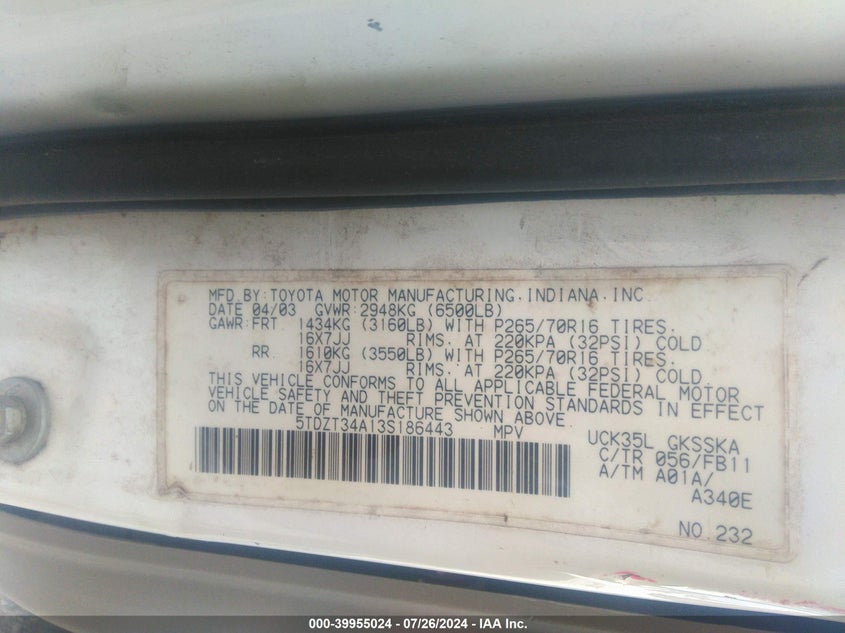 MFD.BY:TOYOTA MOTOR MANUFACTURING,INDIANA,INC
DATE 04/03 GVWR:2948KG (6500LB)
GAWR:FRT 1434KG (3160LB) WITH P265/70R16 TIRES,
16X7JJ RIMS, AT 220KPA (32PSI) COLD
RR 1610KG (3550LB) WITH P265/70R16 TIRES,
16X7JJ RIMS, AT 220KPA (32PSI) COLD
THIS VEHICLE CONFORMS TO ALL APPLICABLE FEDERAL MOTOR
VEHICLE SAFETY AND THEFT PREVENTION STANDARDS IN EFFECT
ON THE DATE OF MANUFACTURE SHOWN ABOVE.
5TDZT34A13S186443 MPV
UCK35L GKSSKA
C/TR 056/FB11
A/TM A01A/
A340E
NO.232
000-39955024 / 07/26/2024 - IAA Inc.